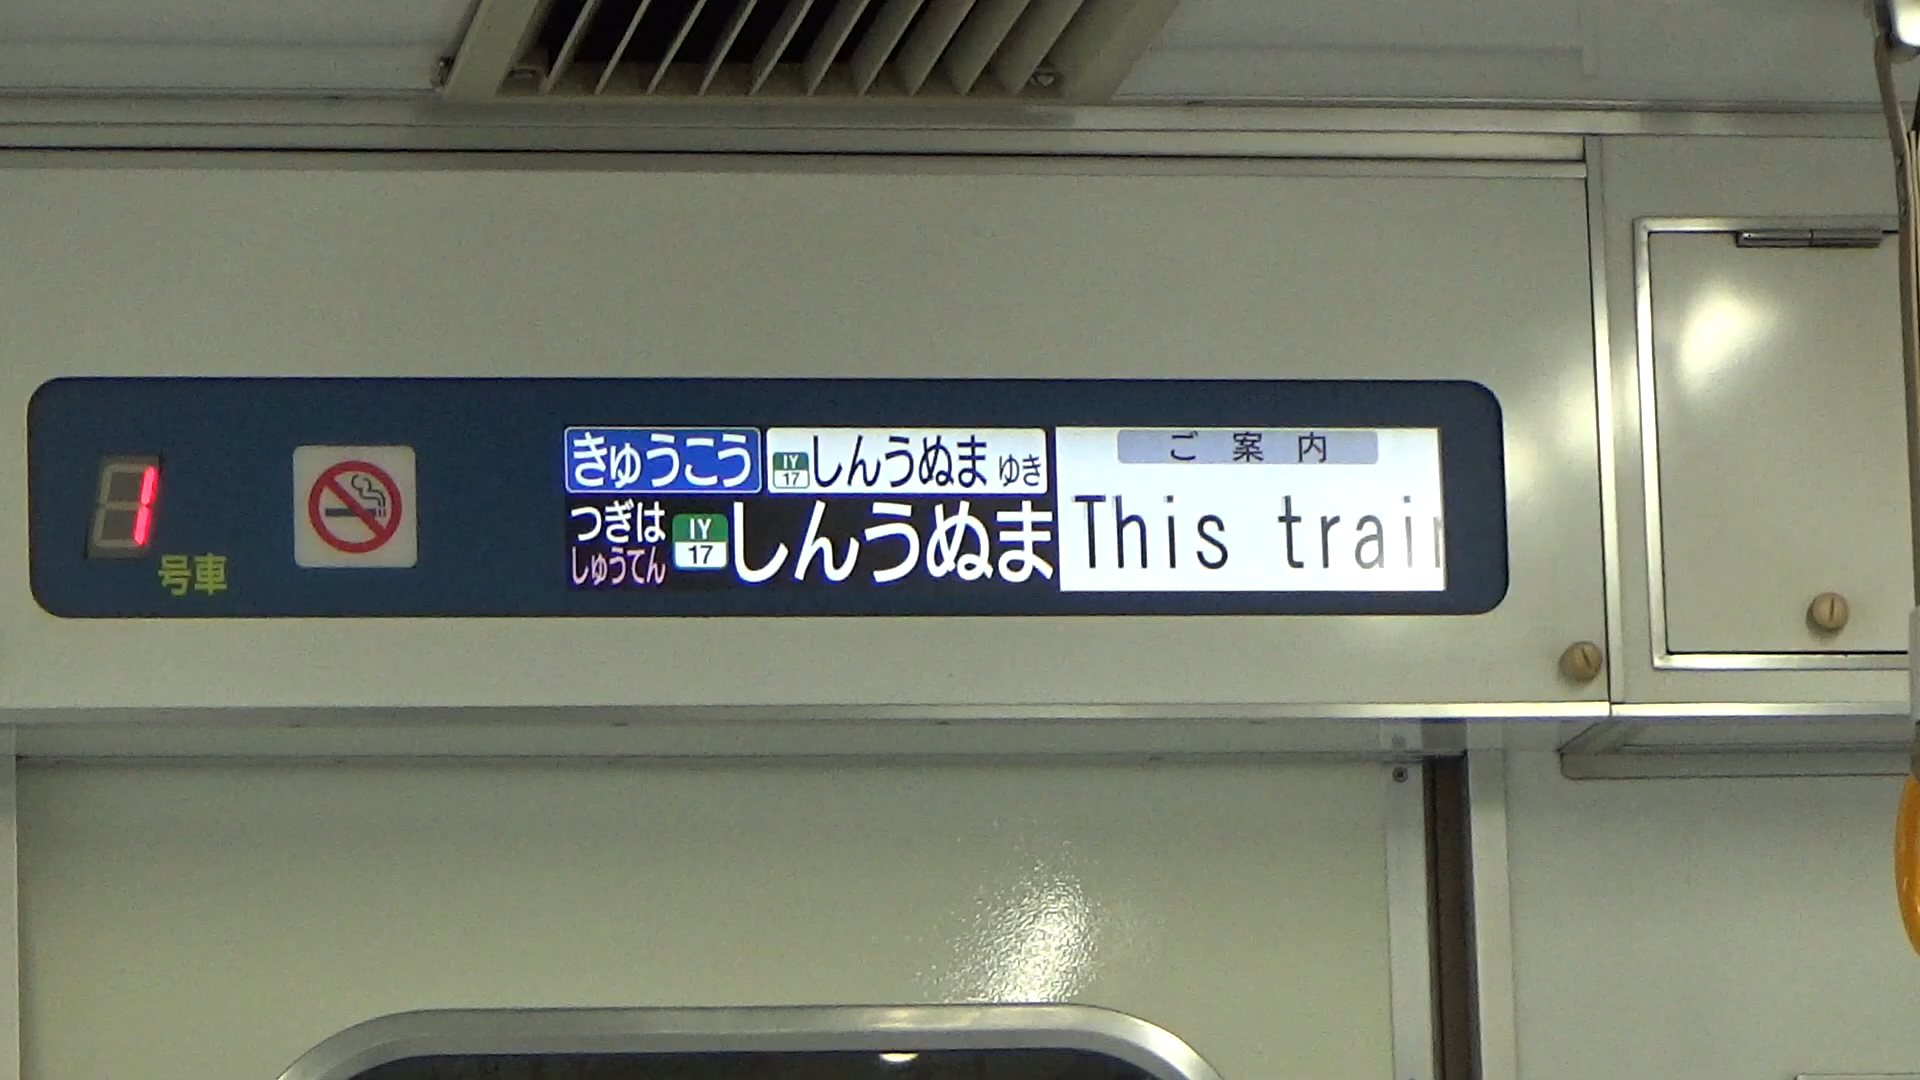 1
号車
きゅうこう IY 17 しんうぬま ゆき
つぎは
しゅうてん
IY 17 しんうぬま
ご案内
This trai